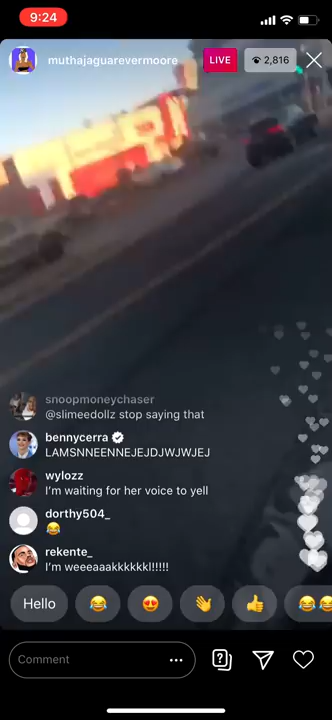 9:24
muthajaguarevermoore
LIVE
2,816
snoopmoneychaser
@slimeedollz stop saying that
bennycerra
LAMSNNEENNEJEJDJWJWJEJ
wylozz
I'm waiting for her voice to yell
dorthy504_
😂
rekente_
I'm weeeaaakkkkkl!!!!!
Hello 😂 😍 👋 👍 😂😂
Comment